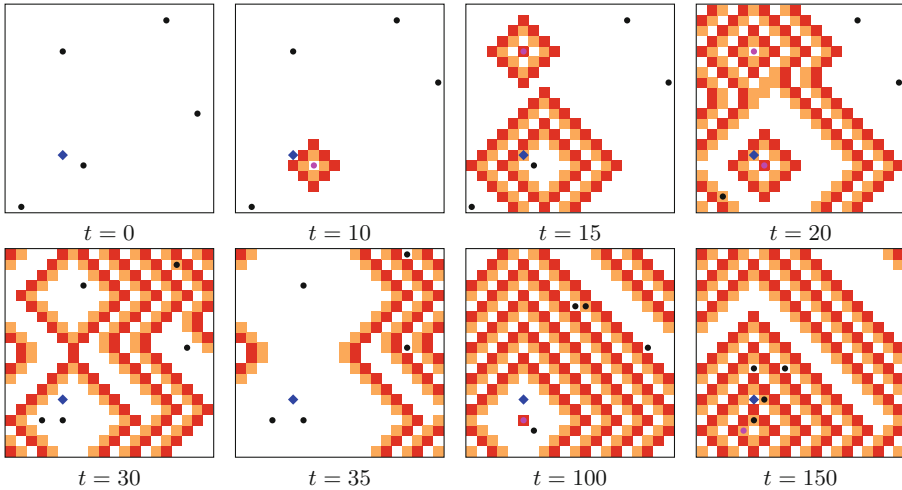 t = 0
t = 10
t = 15
t = 20
t = 30
t = 35
t = 100
t = 150